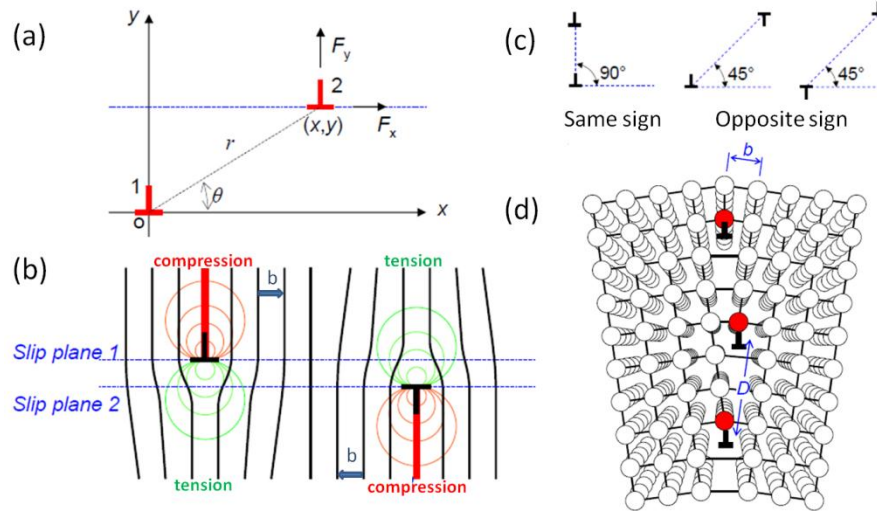 (a)
y
F_y
2
(x,y)
F_x
r
1
θ
o
x
(b)
compression
tension
b
Slip plane 1
Slip plane 2
b
tension
compression
(c)
90°
45°
45°
Same sign
Opposite sign
b
(d)
D